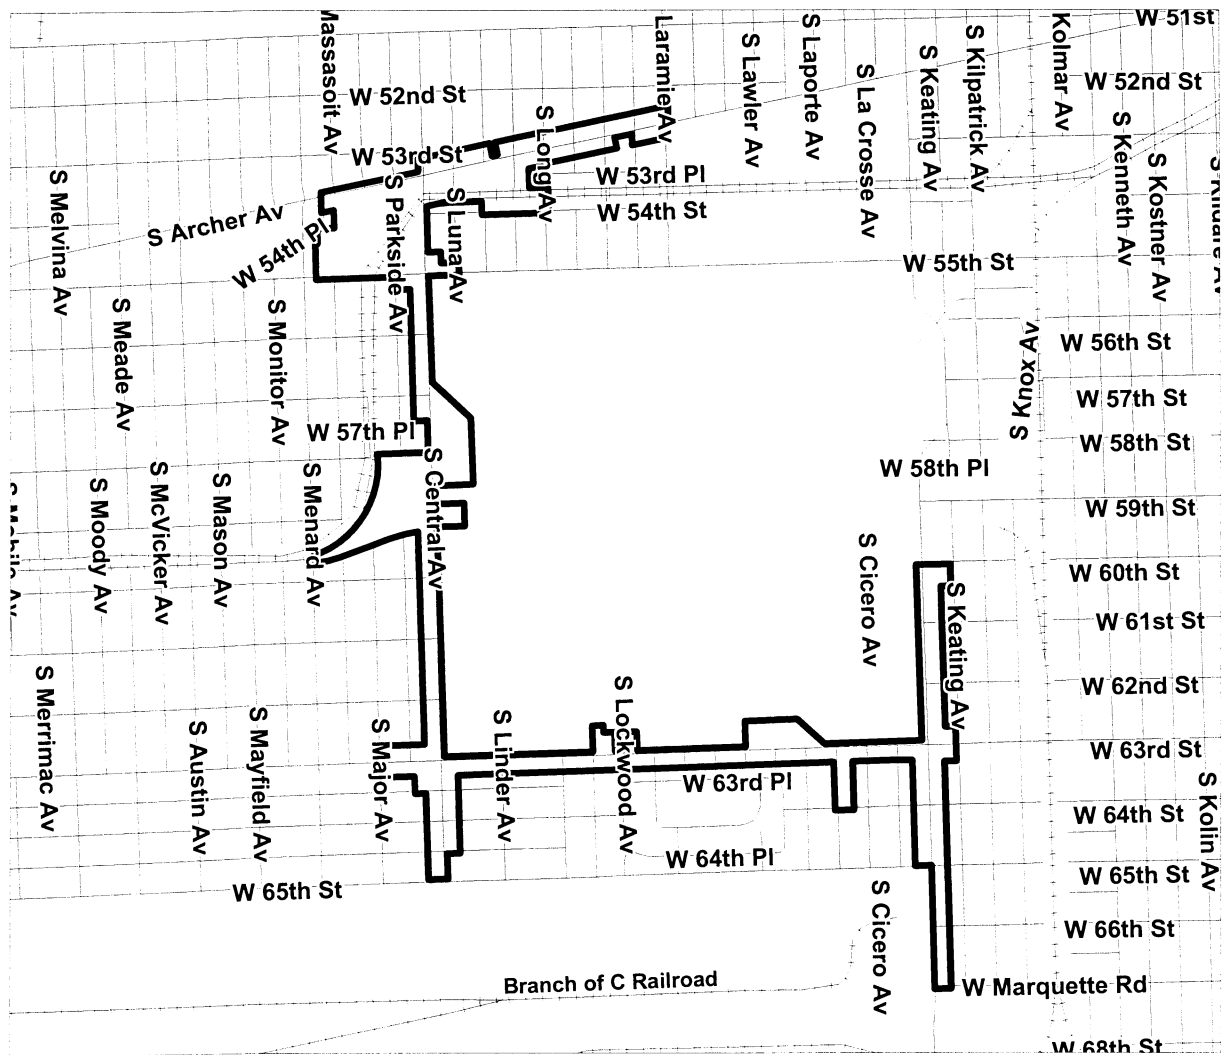 W 51st
Massasoit Av
Laramie Av
S Lawler Av
S Laporte Av
S La Crosse Av
S Keating Av
S Kilpatrick Av
Kolmar Av
W 52nd St
W 52nd St
S Long Av
S Kenneth Av
S Kostner Av
W 53rd St
W 53rd Pl
S Melvina Av
S Archer Av
W 54th Pl
S Parkside Av
S Luna Av
W 54th St
W 55th St
S Meade Av
S Monitor Av
S Knox Av
W 56th St
W 57th St
W 57th Pl
W 58th St
W 58th Pl
S Moody Av
S McVicker Av
S Mason Av
S Menard Av
S Central Av
W 59th St
S Cicero Av
W 60th St
S Keating Av
W 61st St
S Merrimac Av
S Austin Av
S Mayfield Av
S Major Av
S Linder Av
S Lockwood Av
W 62nd St
W 63rd St
W 63rd Pl
W 64th St
S Kolin Av
W 64th Pl
W 65th St
W 65th St
S Cicero Av
W 66th St
Branch of C Railroad
W Marquette Rd
W 68th St